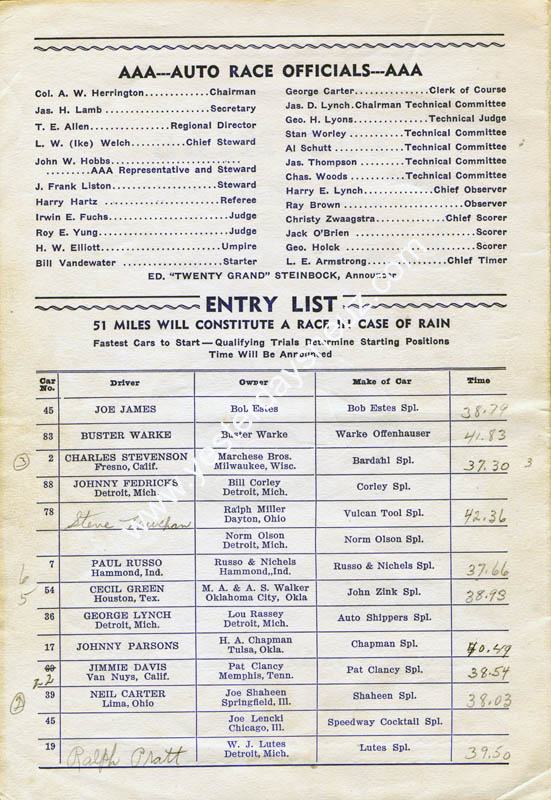 AAA---AUTO RACE OFFICIALS---AAA
Col. A. W. Herrington............Chairman
Jas. H. Lamb....................Secretary
T. E. Allen................Regional Director
L. W. (Ike) Welch...........Chief Steward
John W. Hobbs............................
.........AAA Representative and Steward
J. Frank Liston....................Steward
Harry Hartz ......................Referee
Irwin E. Fuchs........................Judge
Roy E. Yung..........................Judge
H. W. Elliott........................Umpire
Bill Vandewater ....................Starter
George Carter..................Clerk of Course
Jas. D. Lynch.Chairman Technical Committee
Geo. H. Lyons..............Technical Judge
Stan Worley ..........Technical Committee
Al Schutt .............Technical Committee
Jas. Thompson ........Technical Committee
Chas. Woods ..........Technical Committee
Harry E. Lynch..............Chief Observer
Ray Brown ......................Observer
Christy Zwaagstra............Chief Scorer
Jack O'Brien .......................Scorer
Geo. Holck .........................Scorer
L. E. Armstrong..............Chief Timer
ED. "TWENTY GRAND" STEINBOCK, Announcer
ENTRY LIST
51 MILES WILL CONSTITUTE A RACE IN CASE OF RAIN
Fastest Cars to Start—Qualifying Trials Determine Starting Positions
Time Will Be Announced
Car No. Driver Owner Make of Car Time
45 JOE JAMES Bob Estes Bob Estes Spl. 38.79
83 BUSTER WARKE Buster Warke Warke Offenhauser 41.83
3 2 CHARLES STEVENSON Marchese Bros. Bardahl Spl. 37.30 3
Fresno, Calif. Milwaukee, Wisc.
88 JOHNNY FEDRICKS Bill Corley Corley Spl.
Detroit, Mich. Detroit, Mich.
78 Steve Ralph Miller Vulcan Tool Spl. 42.36
Dayton, Ohio
Norm Olson Norm Olson Spl.
Detroit, Mich.
6 7 PAUL RUSSO Russo & Nichels Russo & Nichels Spl. 37.66
Hammond, Ind. Hammond,,Ind.
5 54 CECIL GREEN M. A. & A. S. Walker John Zink Spl. 38.93
Houston, Tex. Oklahoma City, Okla
36 GEORGE LYNCH Lou Rassey Auto Shippers Spl.
Detroit, Mich. Detroit, Mich.
17 JOHNNY PARSONS H. A. Chapman Chapman Spl. 40.49
Tulsa, Okla.
JIMMIE DAVIS Pat Clancy Pat Clancy Spl. 38.54
Van Nuys, Calif. Memphis, Tenn.
2 39 NEIL CARTER Joe Shaheen Shaheen Spl. 38.03
Lima, Ohio Springfield, Ill.
45 Joe Lencki Speedway Cocktail Spl.
Chicago, Ill.
19 Ralph Pratt W. J. Lutes Lutes Spl. 39.50
Detroit, Mich.